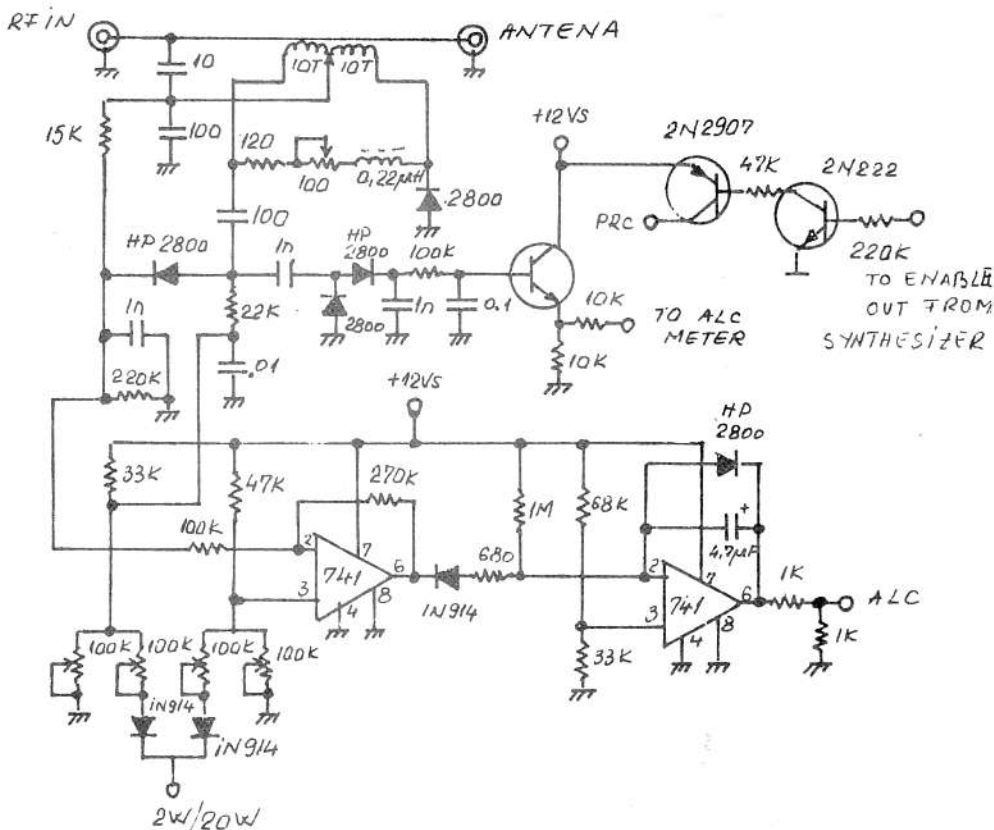 RF IN
ANTENA
10
10T
10T
15K
100
120
100
0,22µH
2800
+12Vs
2N2907
47K
2N222
PRC
220K
TO ENABLE
OUT FROM
SYNTHESIZER
100
HP 2800
1n
HP
2800
100K
2800
1n
0.1
10K
TO ALC
METER
10K
22K
1n
.01
220K
+12Vs
HP
2800
33K
47K
270K
1M
68K
4,7µF
+
100K
2
7
741
6
3
4
8
1N914
680
2
7
741
6
3
4
8
1K
ALC
1K
33K
100K
100K
100K
100K
iN914
iN914
2W/20W